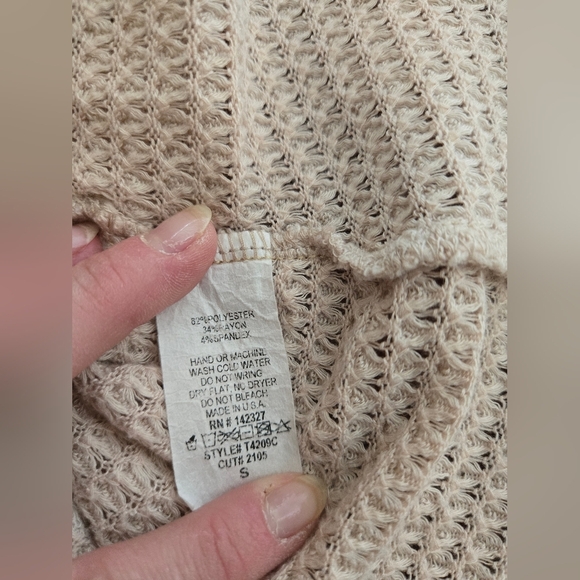 62%POLYESTER
34%RAYON
4%SPANDEX
HAND OR MACHINE
WASH COLD WATER
DO NOT WRING
DRY FLAT, NO DRYER
DO NOT BLEACH
MADE IN U.S.A.
RN # 142327
STYLE# T4209C
CUT# 2105
S